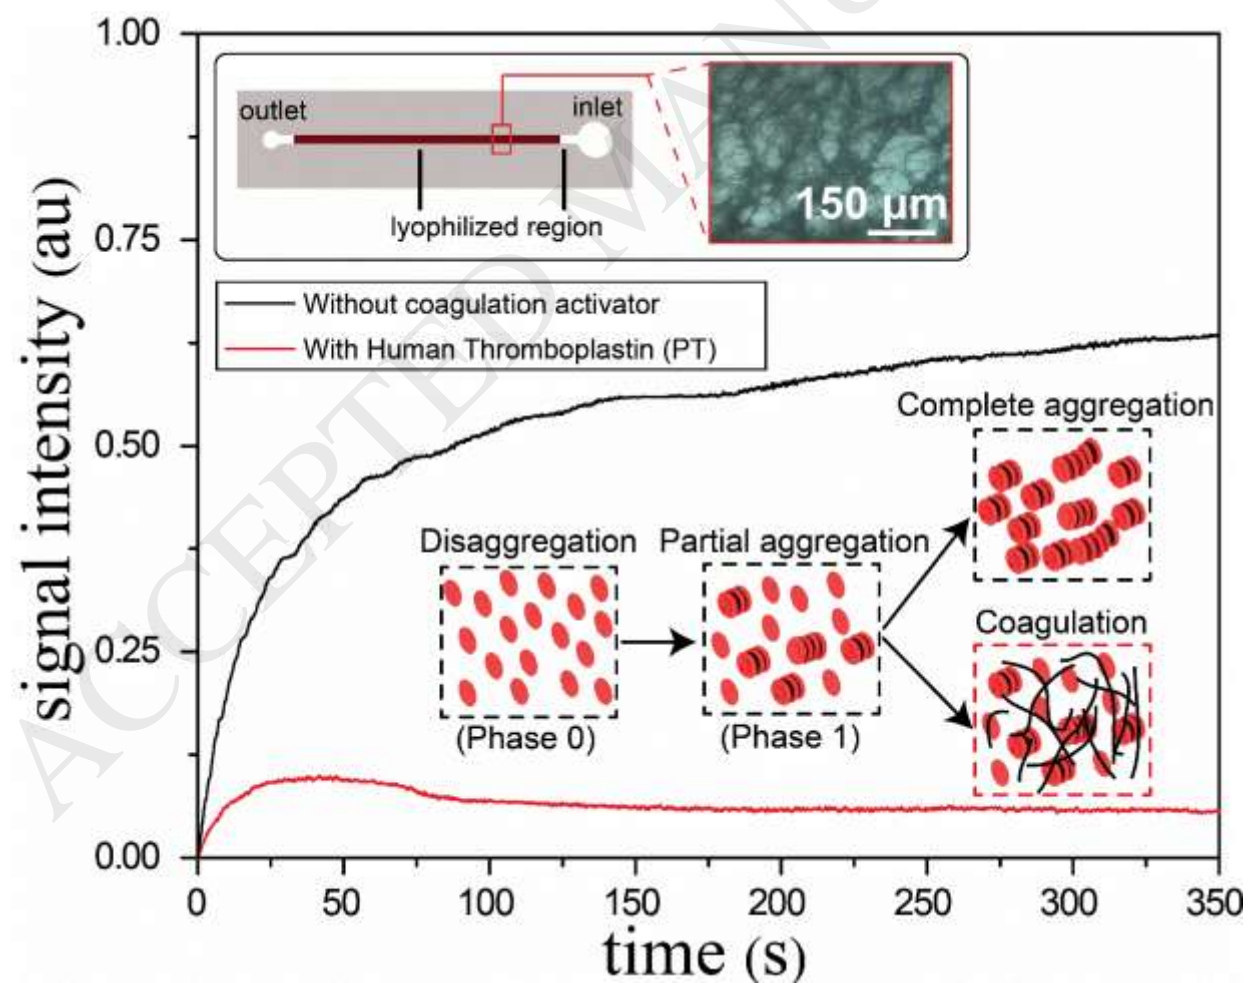 ACCEPTED MANU
signal intensity (au)
1.00
0.75
0.50
0.25
0.00
outlet
inlet
lyophilized region
150 µm
Without coagulation activator
With Human Thromboplastin (PT)
Complete aggregation
Disaggregation
Partial aggregation
Coagulation
(Phase 0)
(Phase 1)
0
50
100
150
200
250
300
350
time (s)